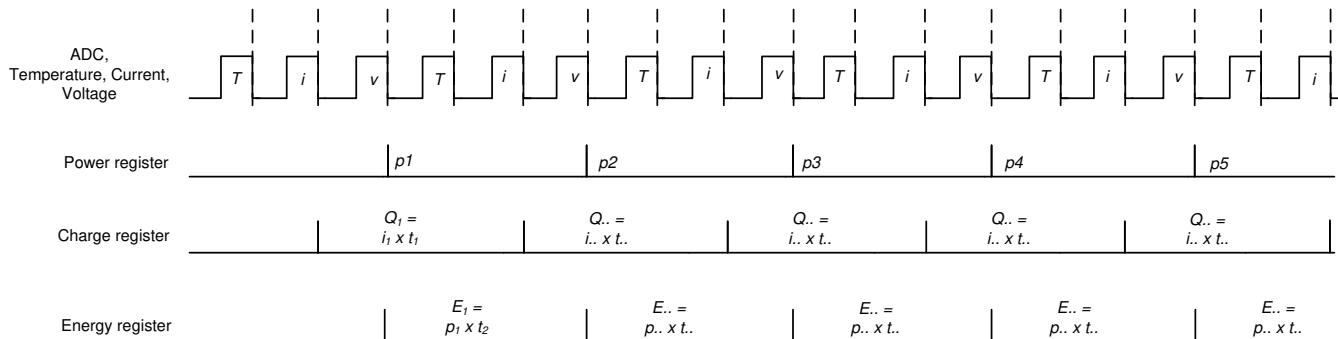 ADC,
Temperature, Current,
Voltage
T i v T i v T i v T i v T i v T i
Power register
p1 p2 p3 p4 p5
Charge register
Q1 = Q.. = Q.. = Q.. = Q.. =
i1 x t1 i.. x t.. i.. x t.. i.. x t.. i.. x t..
Energy register
E1 = E.. = E.. = E.. = E.. =
p1 x t2 p.. x t.. p.. x t.. p.. x t.. p.. x t..